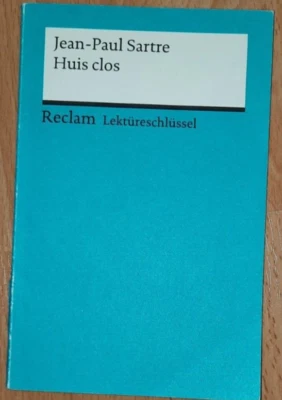 Jean-Paul Sartre
Huis clos
Reclam Lektüreschlüssel